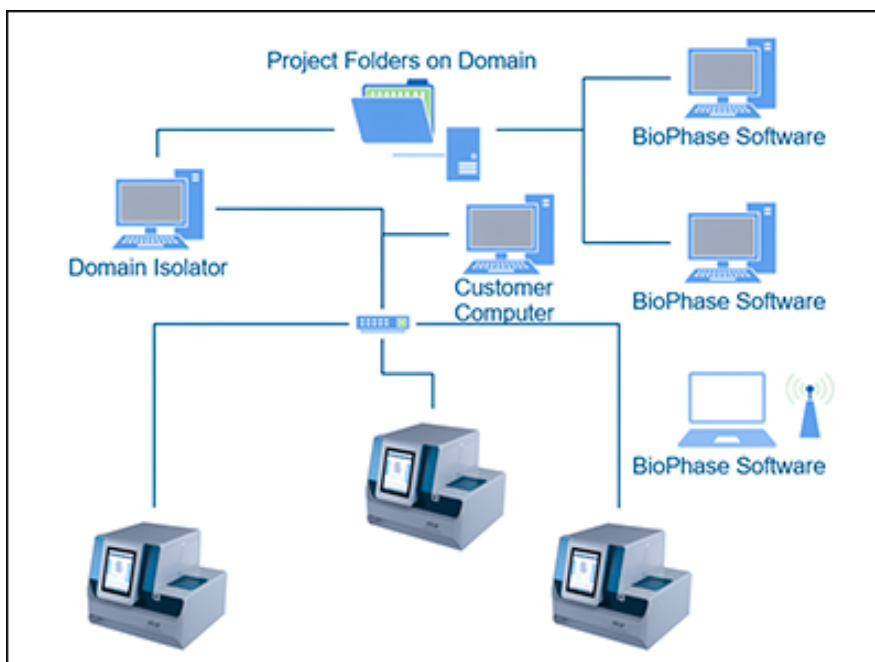 Project Folders on Domain
BioPhase Software
Domain Isolator
Customer
Computer
BioPhase Software
BioPhase Software